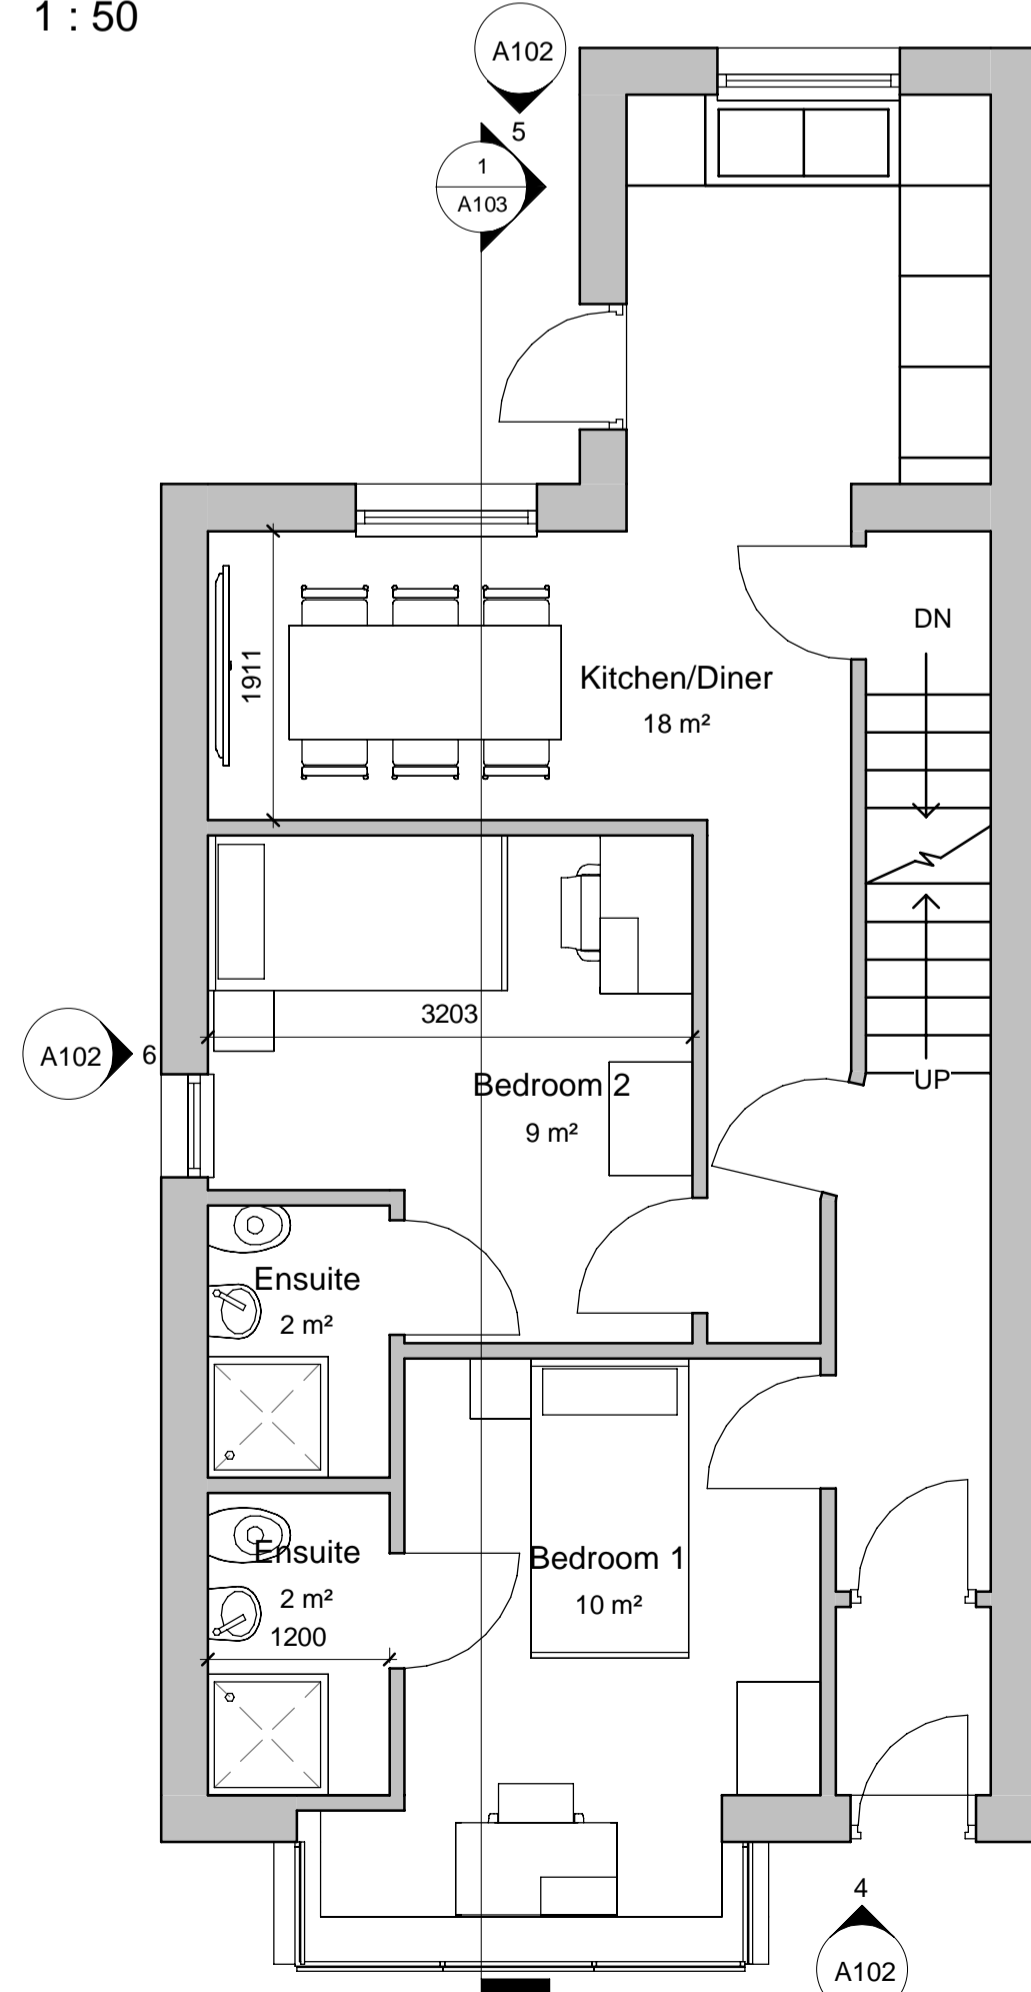 1 : 50
A102
5
1
A103
DN
1911
Kitchen/Diner
18 m²
3203
A102
6
Bedroom 2
9 m²
UP
Ensuite
2 m²
Ensuite
2 m²
1200
Bedroom 1
10 m²
4
A102